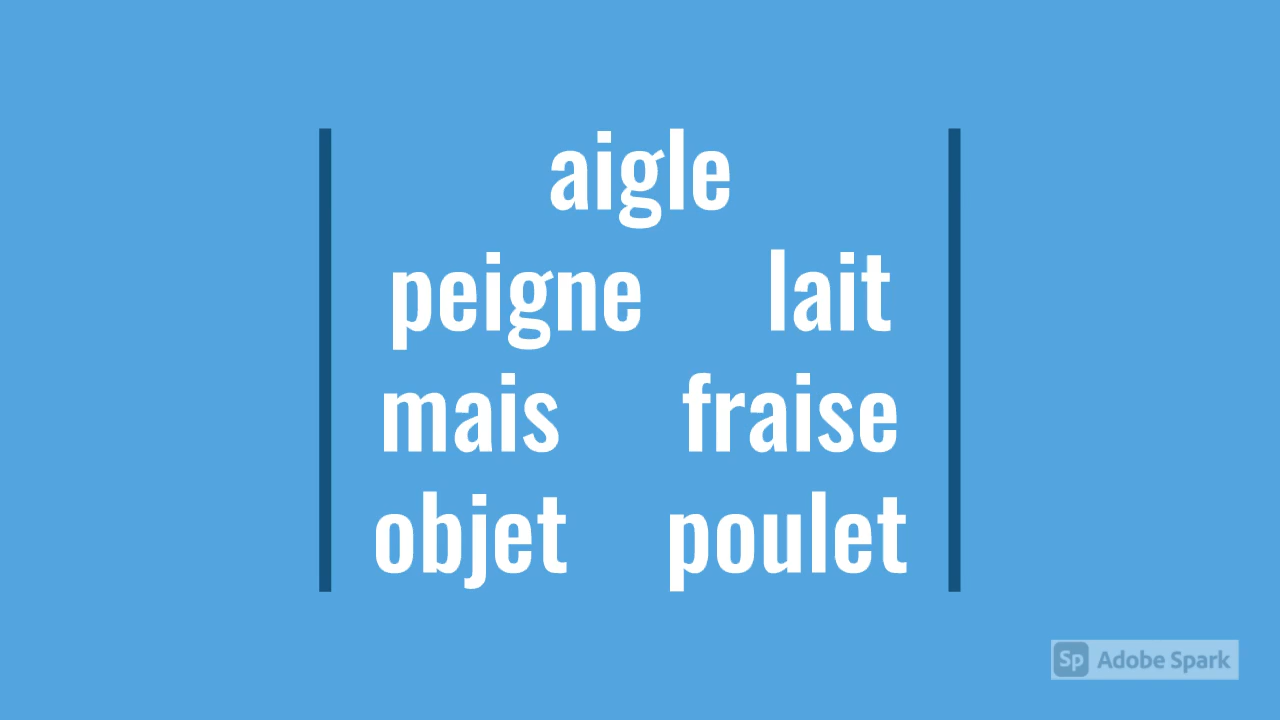 aigle
peigne lait
mais fraise
objet poulet
Sp Adobe Spark